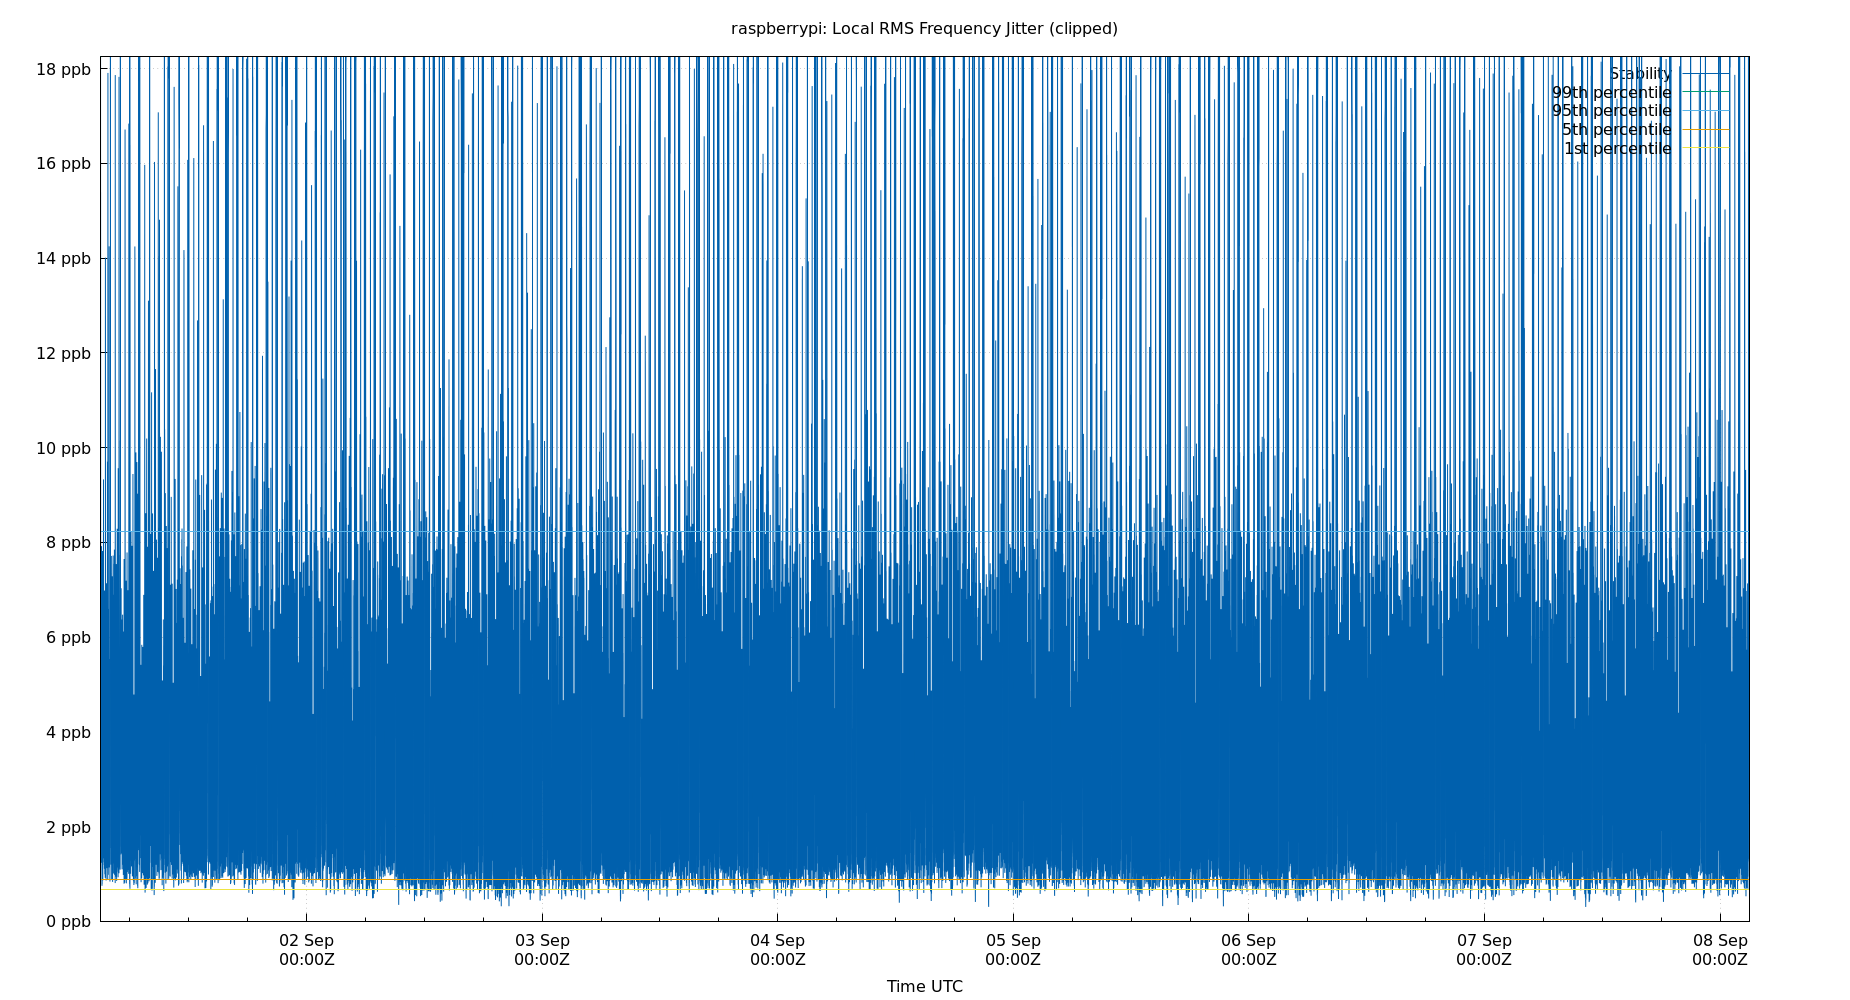 raspberrypi: Local RMS Frequency Jitter (clipped)
18 ppb
16 ppb
14 ppb
12 ppb
10 ppb
8 ppb
6 ppb
4 ppb
2 ppb
0 ppb
Stability
99th percentile
95th percentile
5th percentile
1st percentile
02 Sep
00:00Z
03 Sep
00:00Z
04 Sep
00:00Z
05 Sep
00:00Z
06 Sep
00:00Z
07 Sep
00:00Z
08 Sep
00:00Z
Time UTC